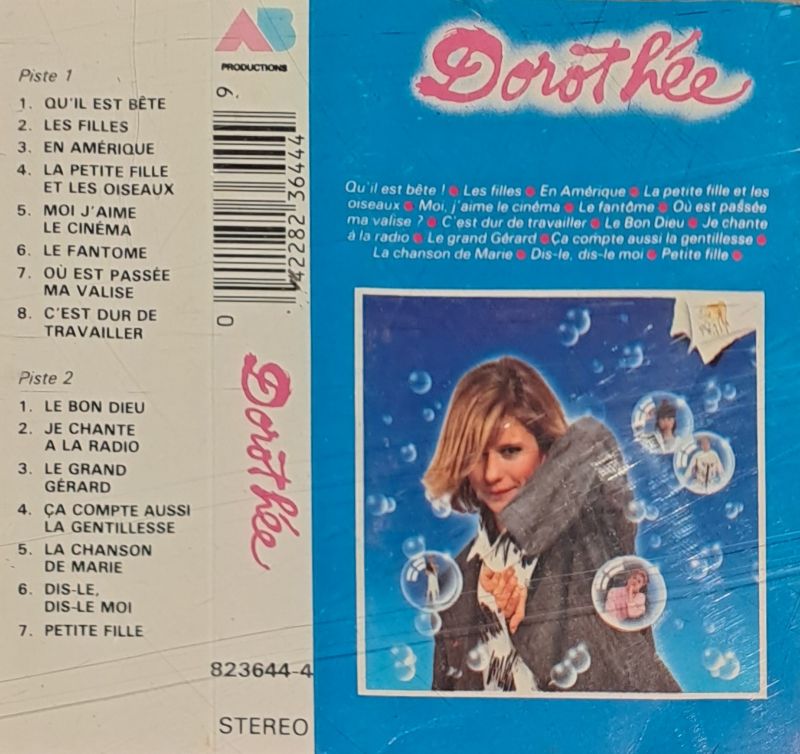 Piste 1
1. QU'IL EST BÊTE
2. LES FILLES
3. EN AMÉRIQUE
4. LA PETITE FILLE
ET LES OISEAUX
5. MOI J'AIME
LE CINÉMA
6. LE FANTOME
7. OÙ EST PASSÉE
MA VALISE
8. C'EST DUR DE
TRAVAILLER
Piste 2
1. LE BON DIEU
2. JE CHANTE
A LA RADIO
3. LE GRAND
GÉRARD
4. ÇA COMPTE AUSSI
LA GENTILLESSE
5. LA CHANSON
DE MARIE
6. DIS-LE,
DIS-LE MOI
7. PETITE FILLE
AB
PRODUCTIONS
0 42282 36444 9
Dorothée
823644-4
STEREO
Dorothée
Qu'il est bête ! ● Les filles ● En Amérique ● La petite fille et les
oiseaux ● Moi, j'aime le cinéma ● Le fantôme ● Où est passée
ma valise ? ● C'est dur de travailler ● Le Bon Dieu ● Je chante
à la radio ● Le grand Gérard ● Ça compte aussi la gentillesse ●
La chanson de Marie ● Dis-le, dis-le moi ● Petite fille ●